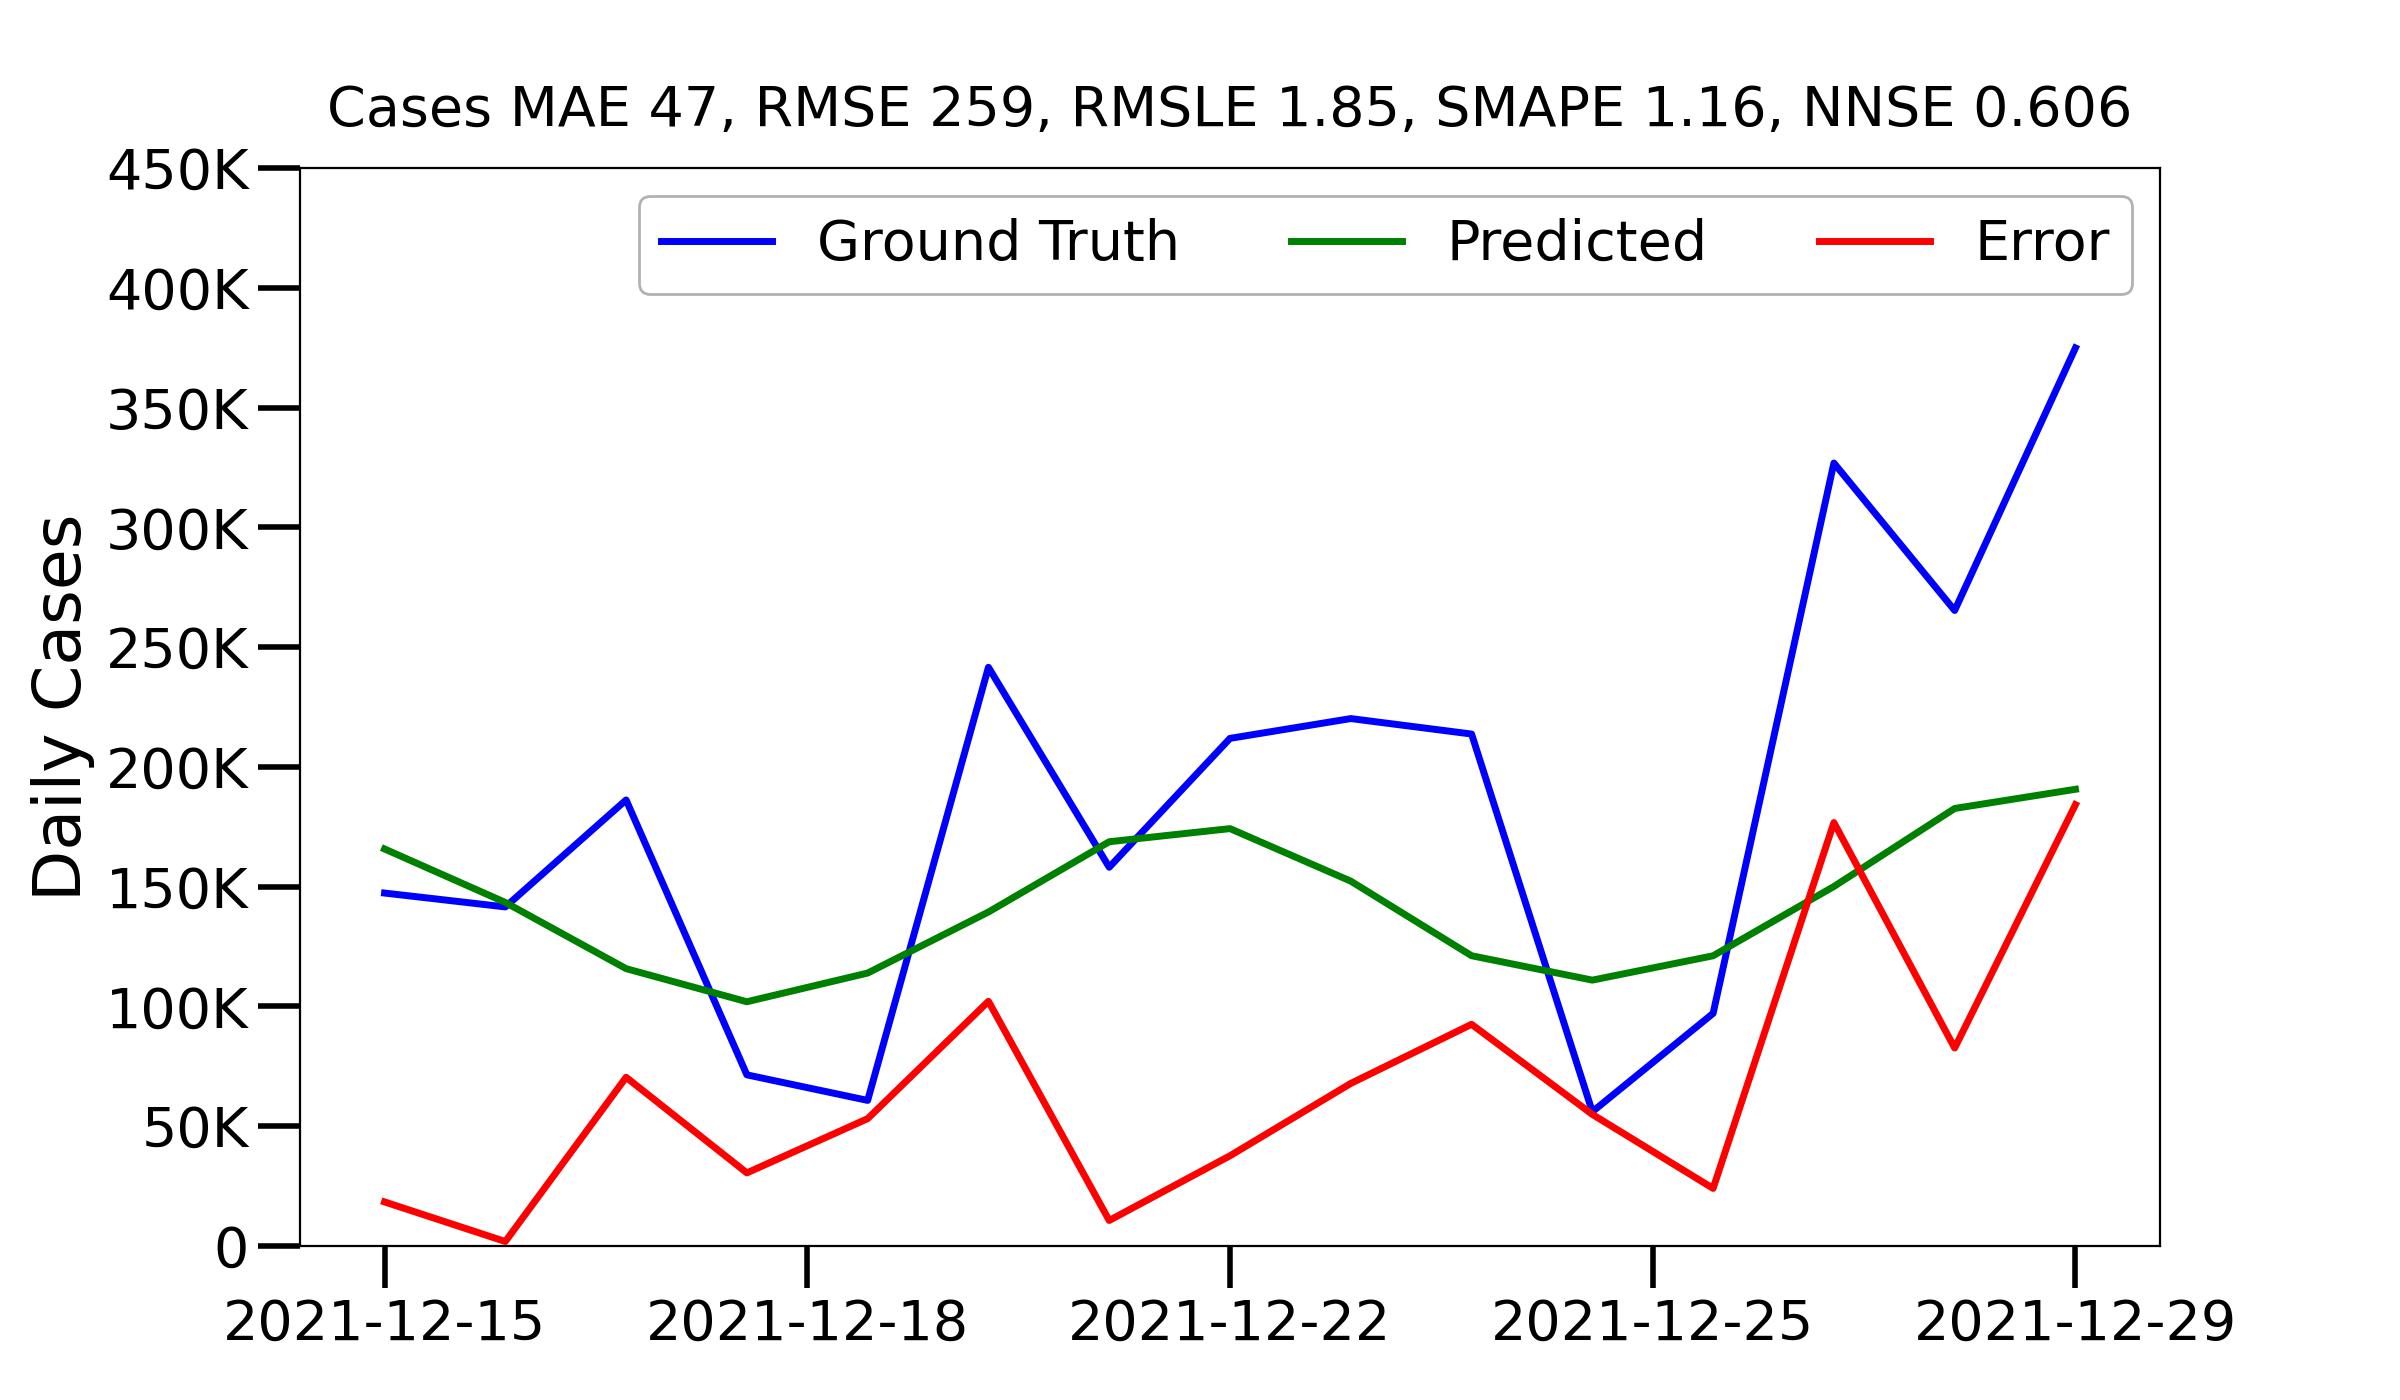 Cases MAE 47, RMSE 259, RMSLE 1.85, SMAPE 1.16, NNSE 0.606
450K
400K
350K
300K
250K
200K
150K
100K
50K
0
Daily Cases
Ground Truth Predicted Error
2021-12-15 2021-12-18 2021-12-22 2021-12-25 2021-12-29